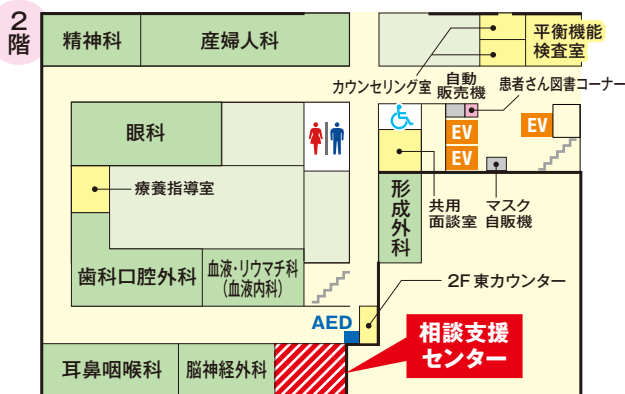 2
階
精神科
産婦人科
平衡機能
検査室
カウンセリング室
自動
販売機
患者さん図書コーナー
眼科
EV
EV
EV
療養指導室
形成外科
共用
面談室
マスク
自販機
歯科口腔外科
血液・リウマチ科
(血液内科)
2F東カウンター
AED
相談支援
センター
耳鼻咽喉科
脳神経外科